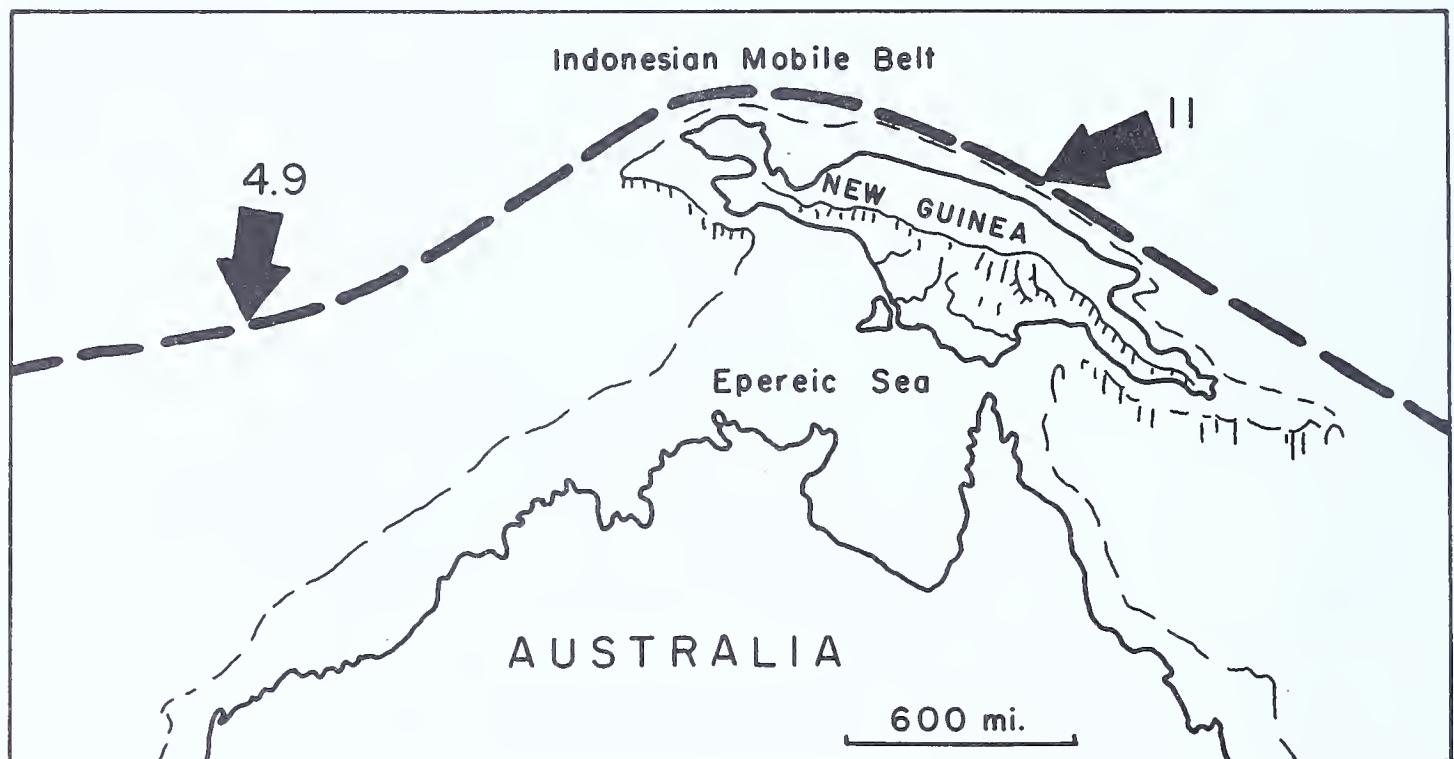 Indonesian Mobile Belt
11
4.9
NEW GUINEA
Epereic Sea
AUSTRALIA
600 mi.